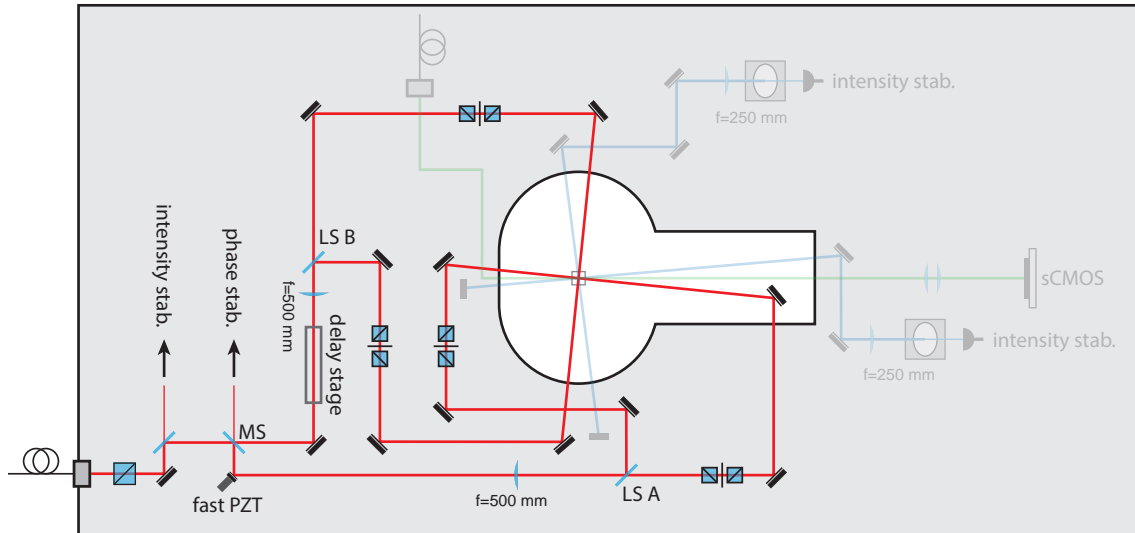 intensity stab.
f=250 mm
LS B
intensity stab.
phase stab.
f=500 mm
delay stage
sCMOS
intensity stab.
f=250 mm
MS
fast PZT
f=500 mm
LS A